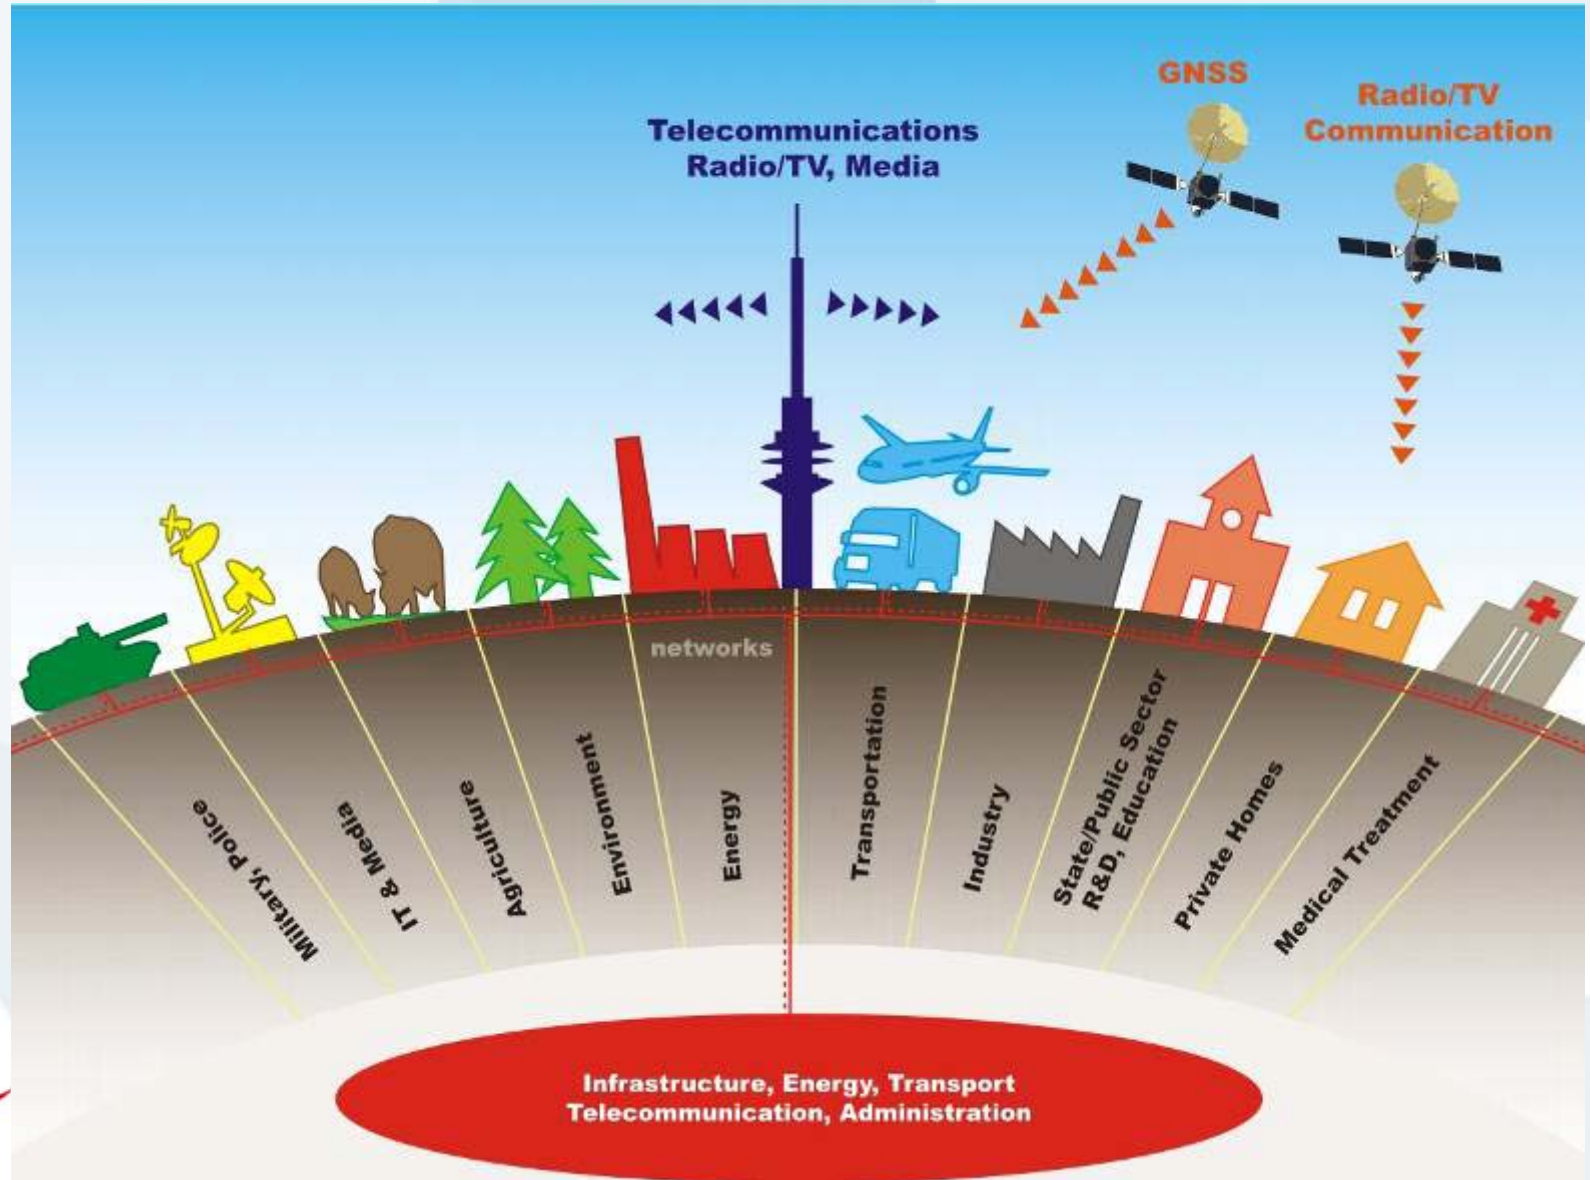 GNSS
Radio/TV
Communication
Telecommunications
Radio/TV, Media
networks
Military, Police
IT & Media
Agriculture
Environment
Energy
Transportation
Industry
State/Public Sector
R&D, Education
Private Homes
Medical Treatment
Infrastructure, Energy, Transport
Telecommunication, Administration